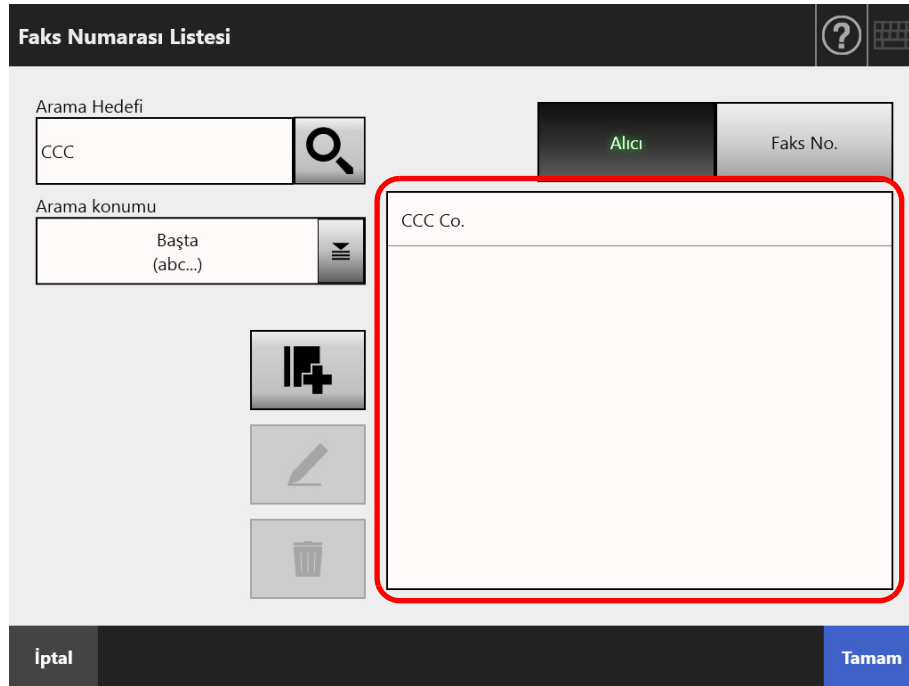 Faks Numarası Listesi
?
Arama Hedefi
CCC
Alıcı
Faks No.
Arama konumu
Başta
(abc...)
CCC Co.
İptal
Tamam